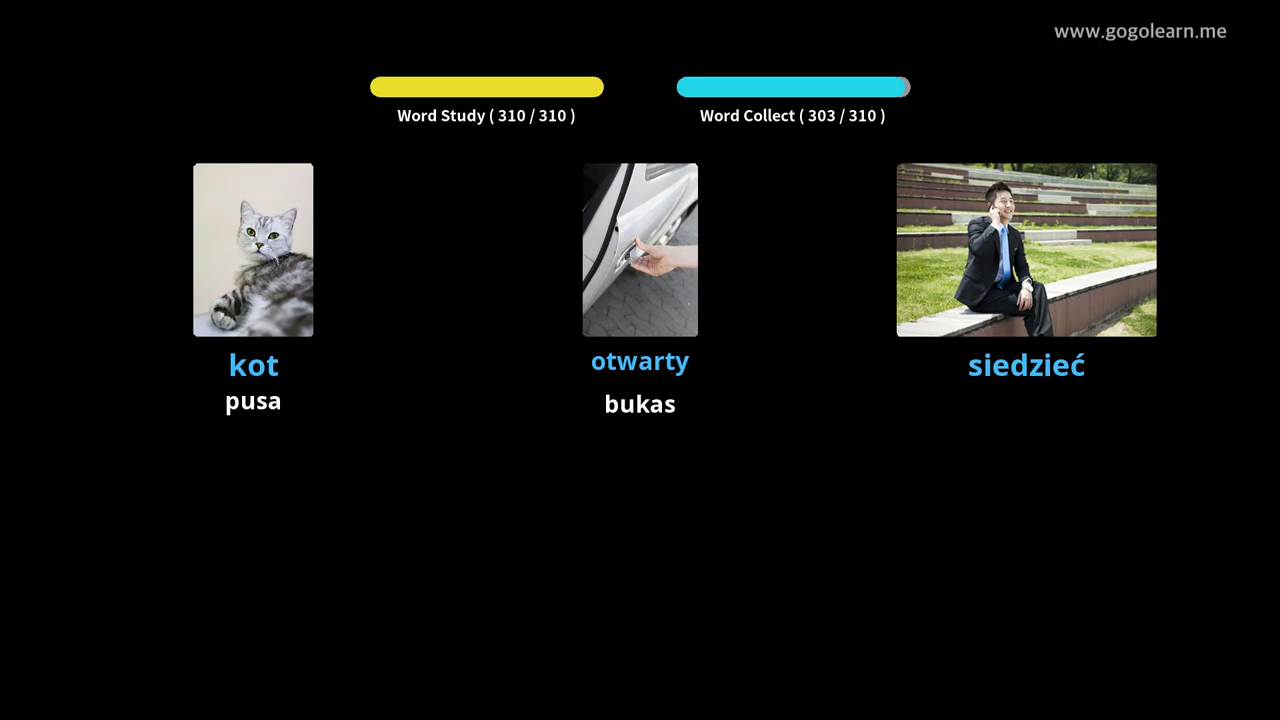 www.gogolearn.me
Word Study ( 310 / 310 )
Word Collect ( 303 / 310 )
kot
pusa
otwarty
bukas
siedzieć